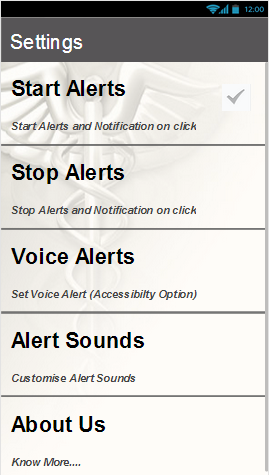 12:00
Settings
Start Alerts
Start Alerts and Notification on click
Stop Alerts
Stop Alerts and Notification on click
Voice Alerts
Set Voice Alert (Accessibilty Option)
Alert Sounds
Customise Alert Sounds
About Us
Know More....